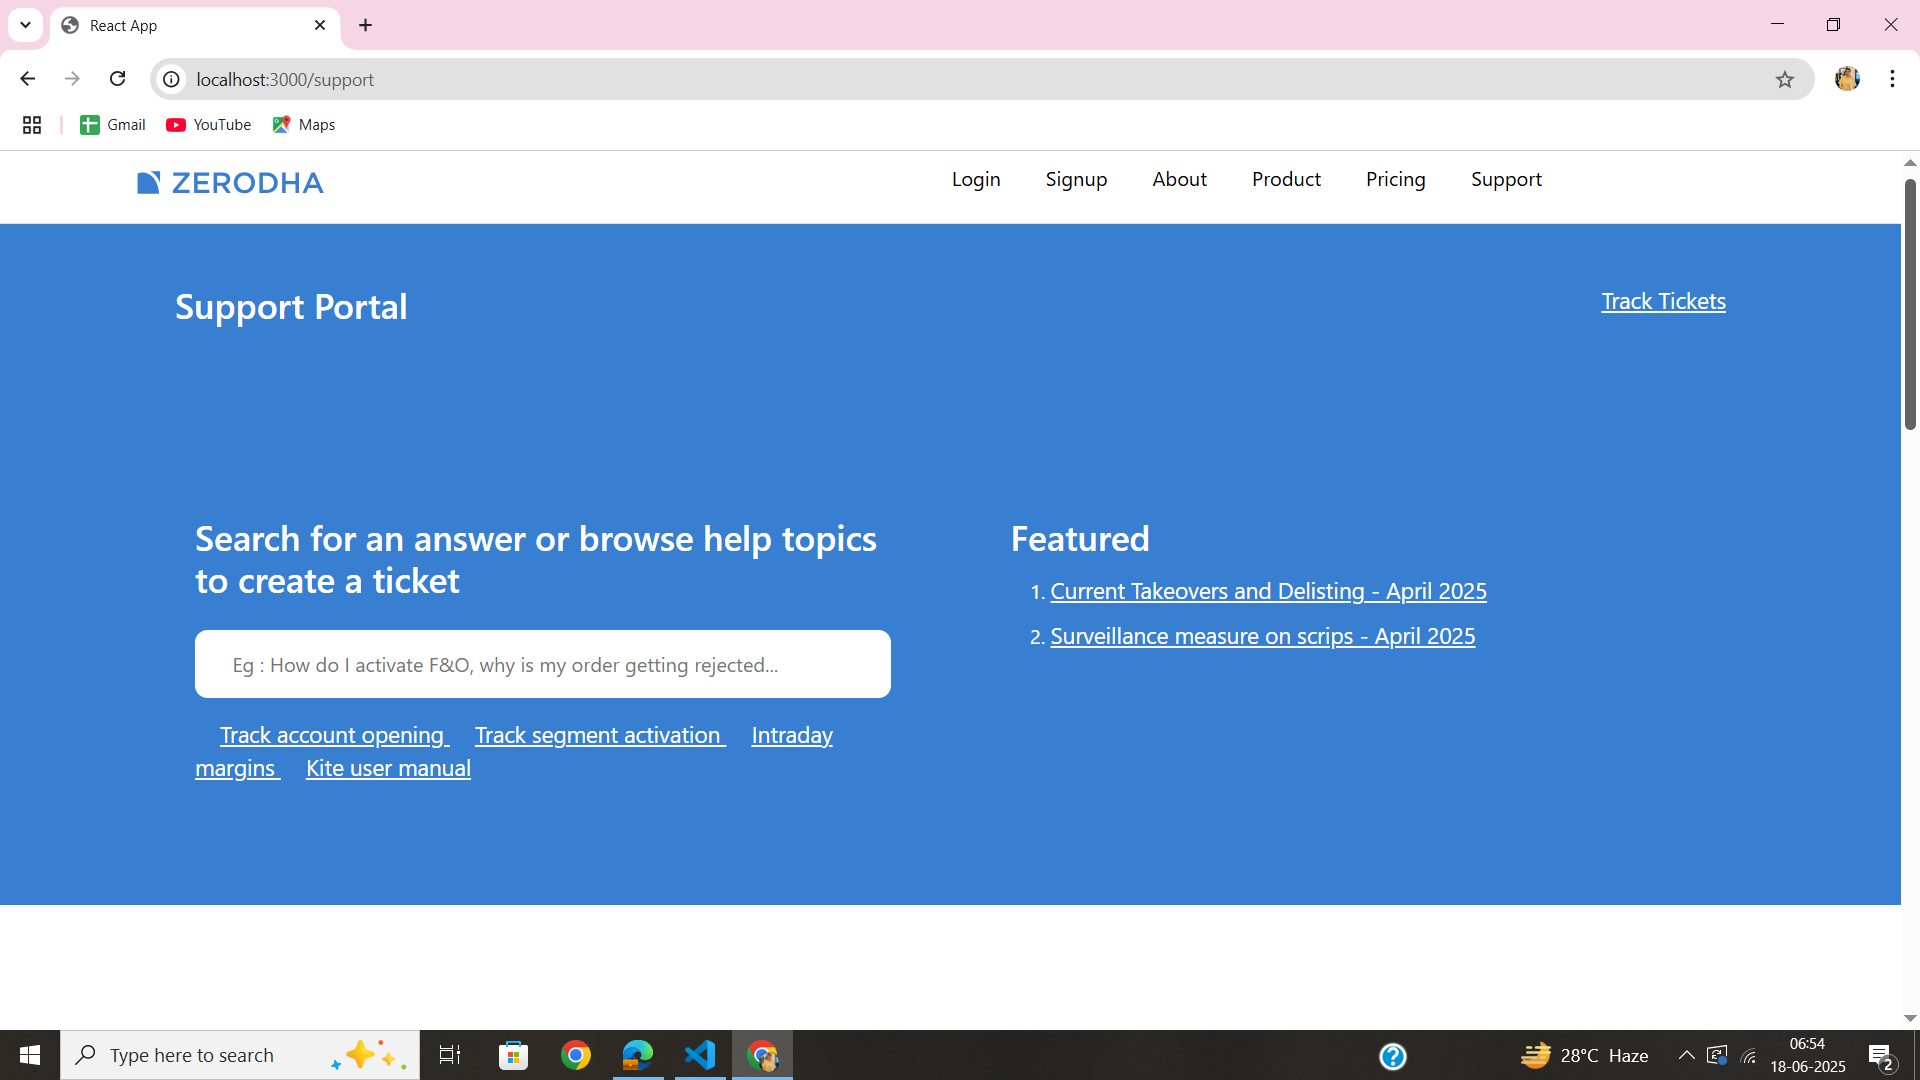 React App
localhost:3000/support
Gmail YouTube Maps
ZERODHA
Login Signup About Product Pricing Support
Support Portal
Track Tickets
Search for an answer or browse help topics
to create a ticket
Eg : How do I activate F&O, why is my order getting rejected...
Track account opening Track segment activation Intraday
margins Kite user manual
Featured
1. Current Takeovers and Delisting - April 2025
2. Surveillance measure on scrips - April 2025
Type here to search
28°C Haze
06:54
18-06-2025
2